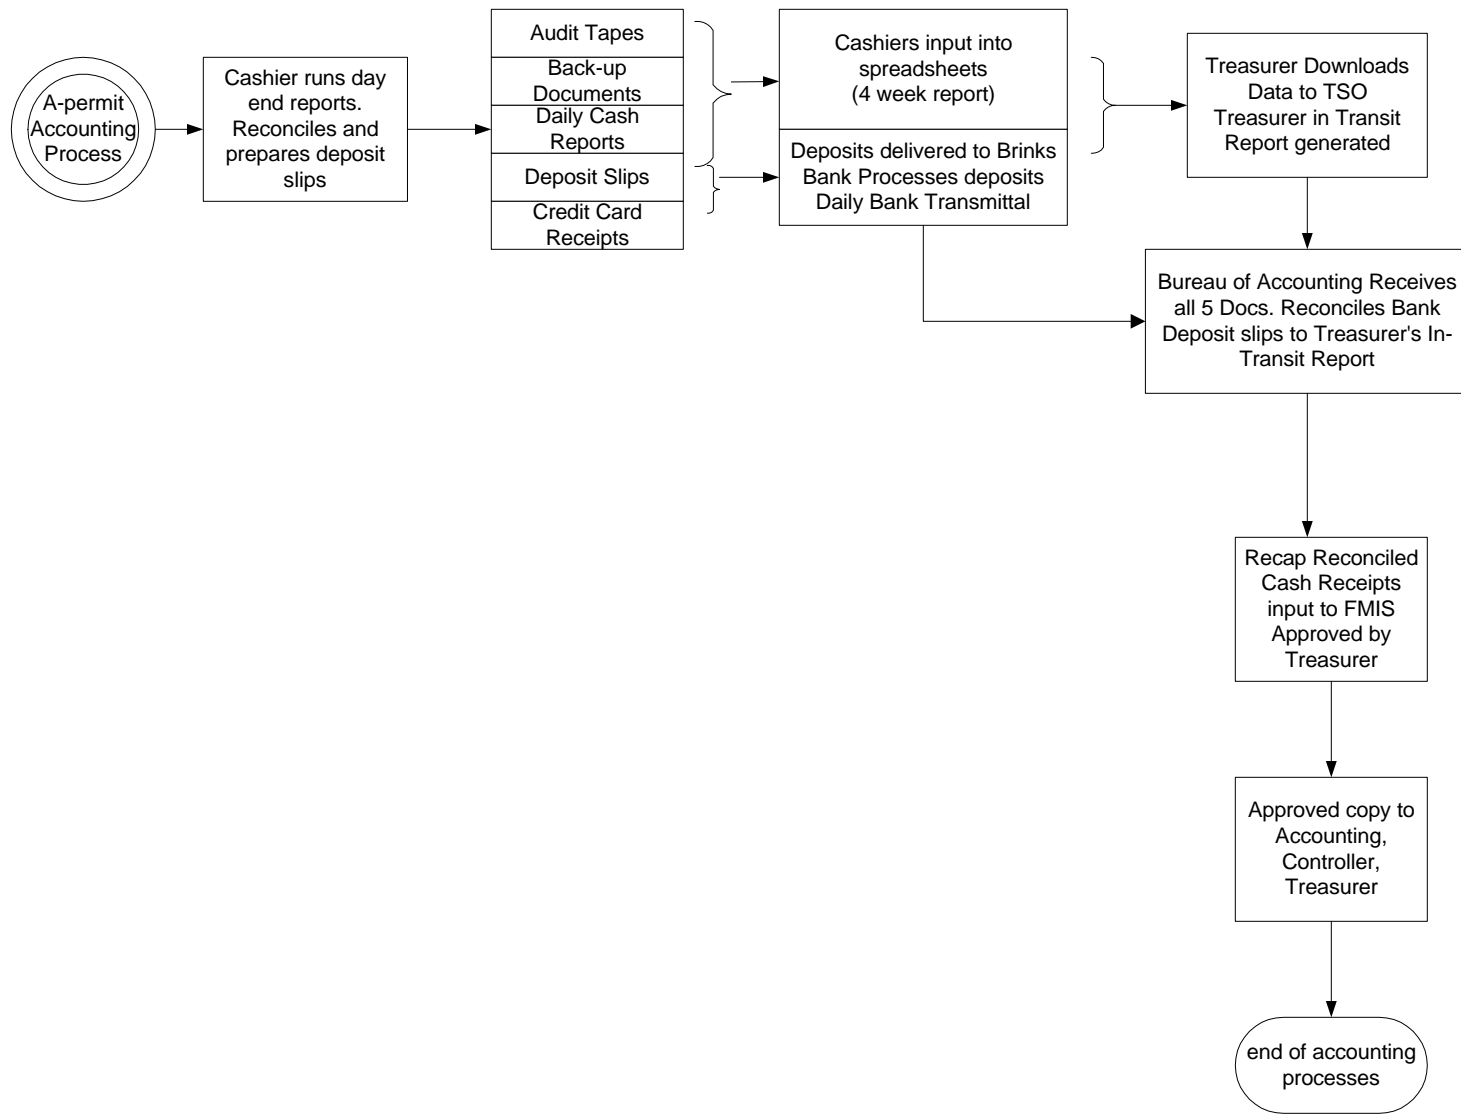 A-permit
Accounting
Process
Cashier runs day
end reports.
Reconciles and
prepares deposit
slips
Audit Tapes
Back-up
Documents
Daily Cash
Reports
Deposit Slips
Credit Card
Receipts
Cashiers input into
spreadsheets
(4 week report)
Deposits delivered to Brinks
Bank Processes deposits
Daily Bank Transmittal
Treasurer Downloads
Data to TSO
Treasurer in Transit
Report generated
Bureau of Accounting Receives
all 5 Docs. Reconciles Bank
Deposit slips to Treasurer's In-
Transit Report
Recap Reconciled
Cash Receipts
input to FMIS
Approved by
Treasurer
Approved copy to
Accounting,
Controller,
Treasurer
end of accounting
processes